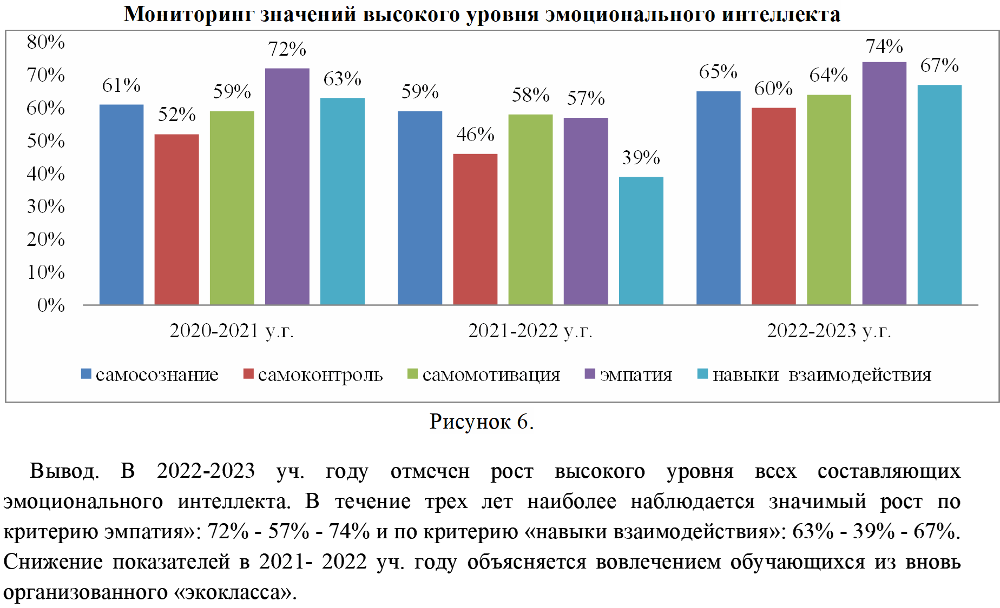 Мониторинг значений высокого уровня эмоционального интеллекта
80%
70%
60%
50%
40%
30%
20%
10%
0%
61%
52%
59%
72%
63%
59%
46%
58%
57%
39%
65%
60%
64%
74%
67%
2020-2021 у.г.
2021-2022 у.г.
2022-2023 у.г.
самосознание самоконтроль самомотивация эмпатия навыки взаимодействия
Рисунок 6.
Вывод. В 2022-2023 уч. году отмечен рост высокого уровня всех составляющих
эмоционального интеллекта. В течение трех лет наиболее наблюдается значимый рост по
критерию эмпатия»: 72% - 57% - 74% и по критерию «навыки взаимодействия»: 63% - 39% - 67%.
Снижение показателей в 2021- 2022 уч. году объясняется вовлечением обучающихся из вновь
организованного «экокласса».